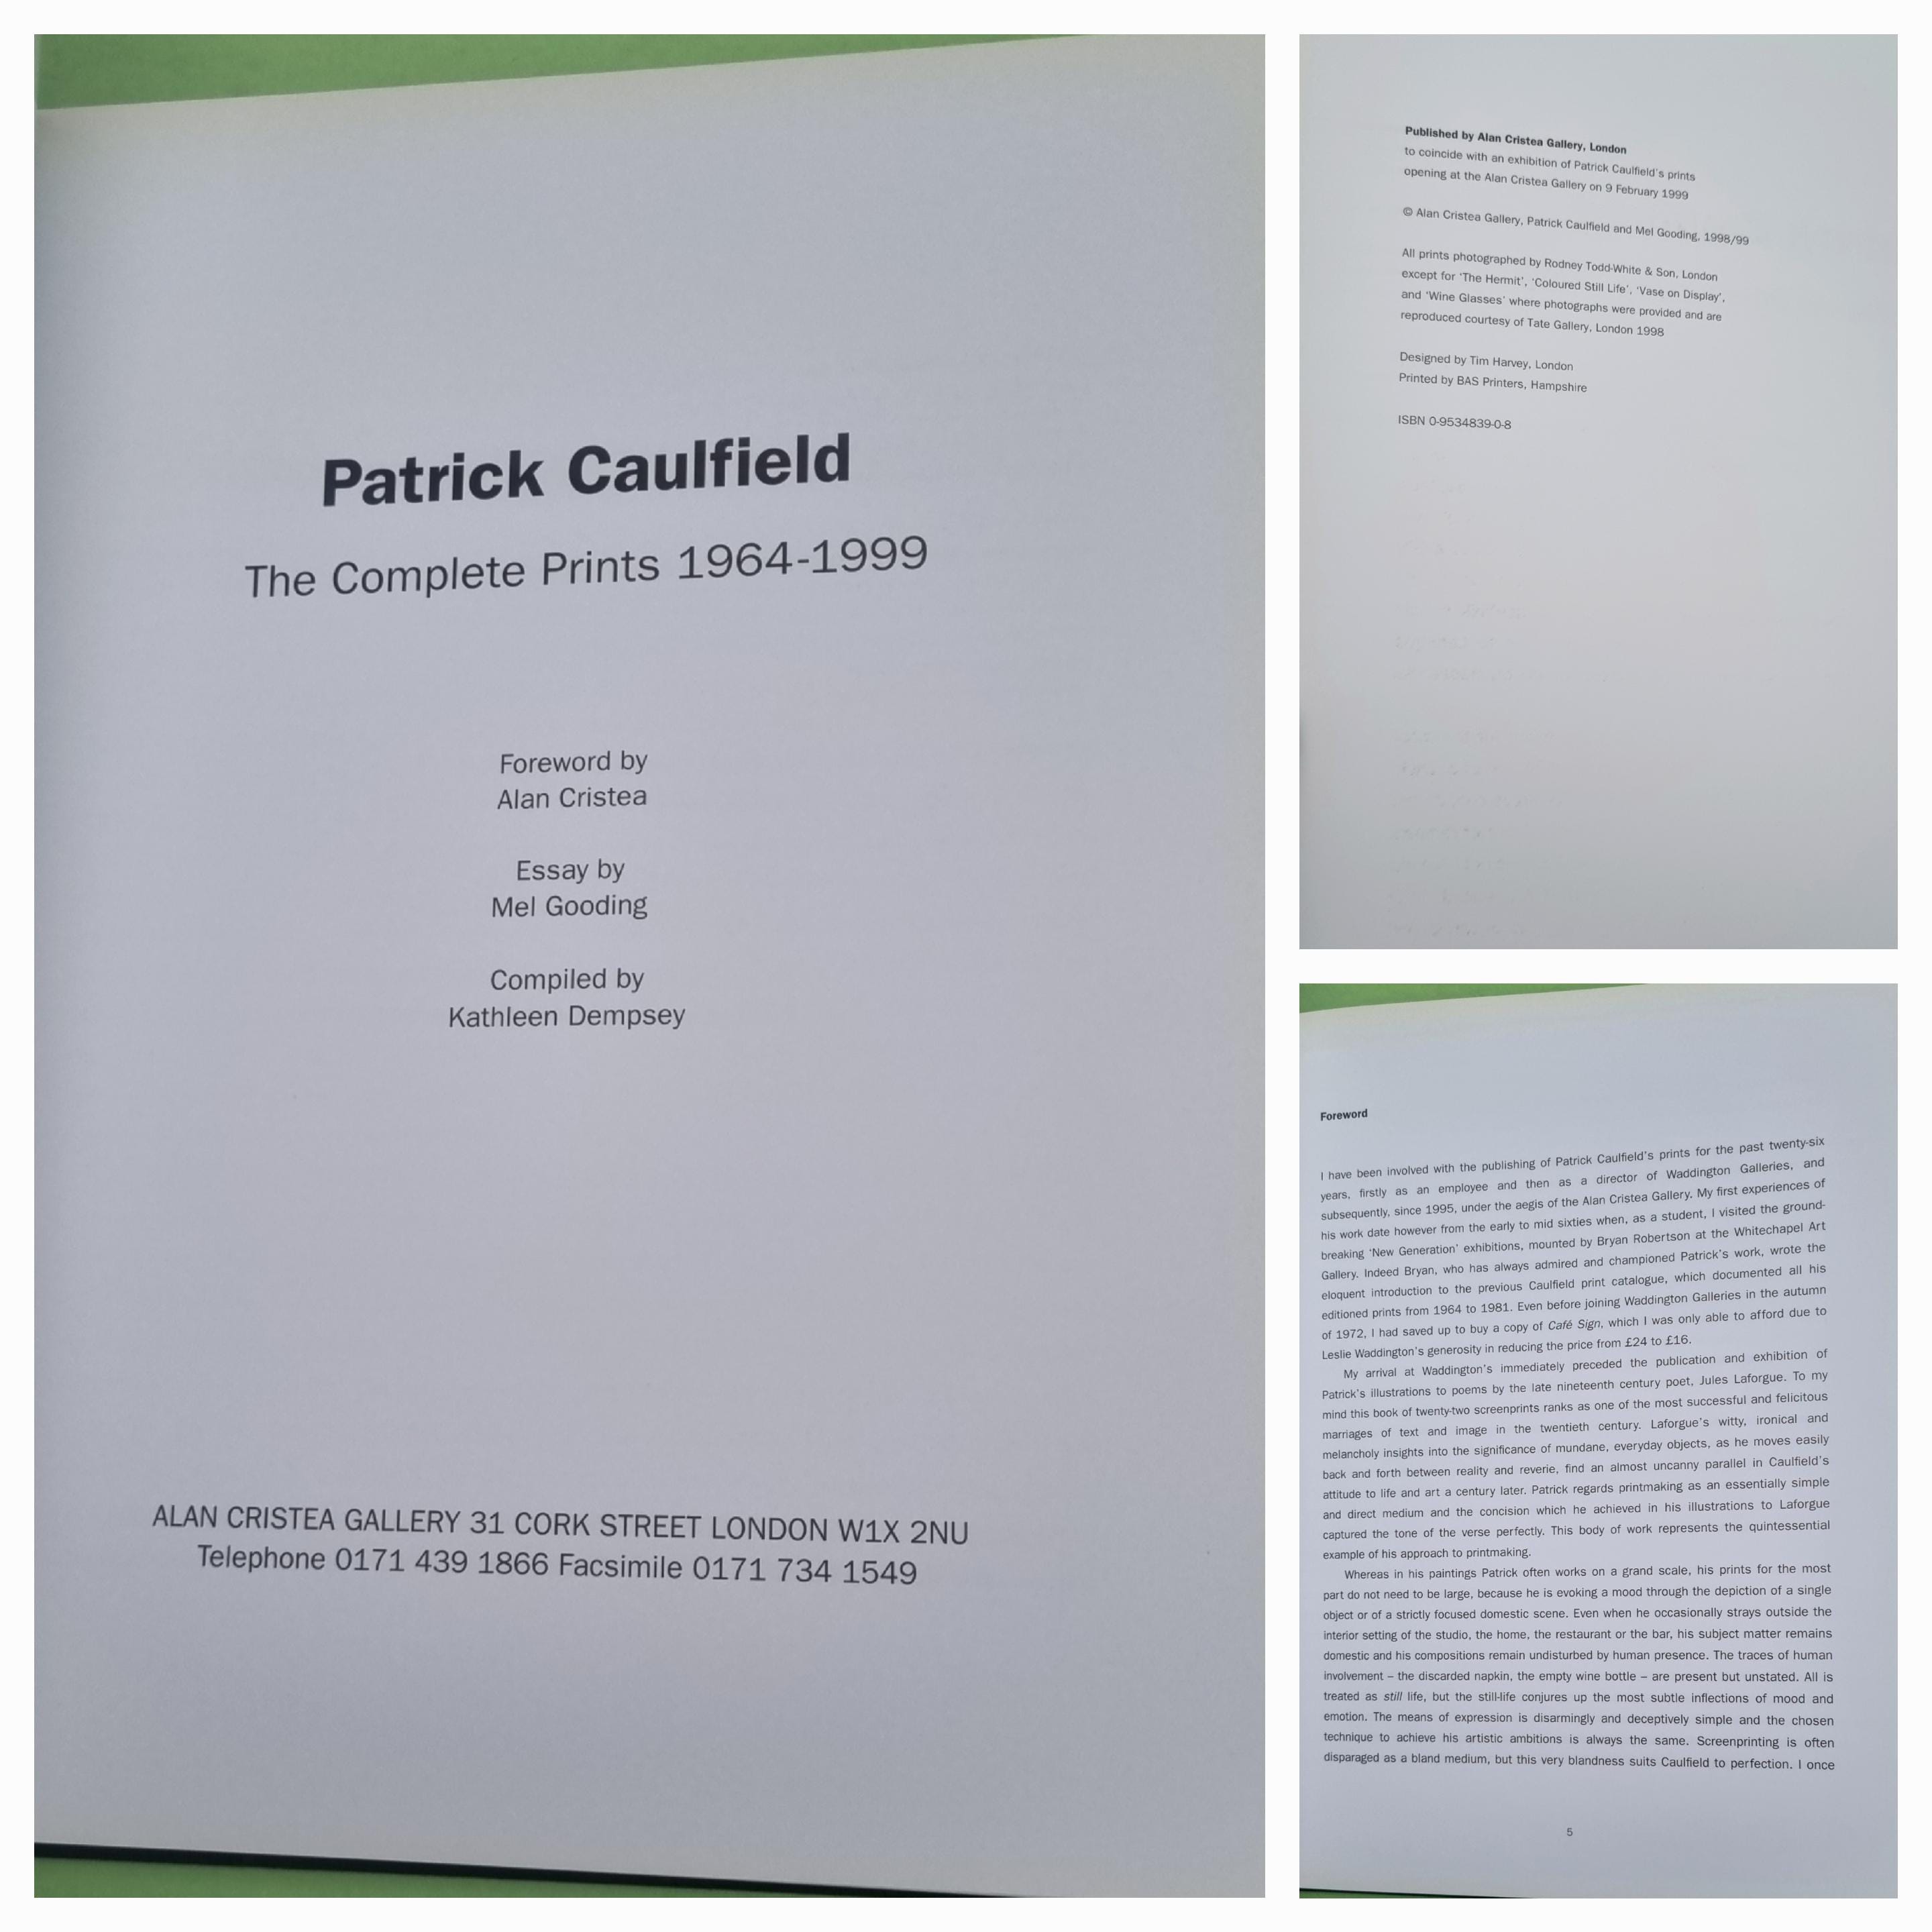 Patrick Caulfield
The Complete Prints 1964-1999
Foreword by
Alan Cristea
Essay by
Mel Gooding
Compiled by
Kathleen Dempsey
ALAN CRISTEA GALLERY 31 CORK STREET LONDON W1X 2NU
Telephone 0171 439 1866 Facsimile 0171 734 1549
Published by Alan Cristea Gallery, London
to coincide with an exhibition of Patrick Caulfield's prints
opening at the Alan Cristea Gallery on 9 February 1999
© Alan Cristea Gallery, Patrick Caulfield and Mel Gooding, 1998/99
All prints photographed by Rodney Todd-White & Son, London
except for 'The Hermit', 'Coloured Still Life', 'Vase on Display',
and 'Wine Glasses' where photographs were provided and are
reproduced courtesy of Tate Gallery, London 1998
Designed by Tim Harvey, London
Printed by BAS Printers, Hampshire
ISBN 0-9534839-0-8
Foreword
I have been involved with the publishing of Patrick Caulfield's prints for the past twenty-six
years, firstly as an employee and then as a director of Waddington Galleries, and
subsequently, since 1995, under the aegis of the Alan Cristea Gallery. My first experiences of
his work date however from the early to mid sixties when, as a student, I visited the ground-
breaking 'New Generation' exhibitions, mounted by Bryan Robertson at the Whitechapel Art
Gallery. Indeed Bryan, who has always admired and championed Patrick's work, wrote the
eloquent introduction to the previous Caulfield print catalogue, which documented all his
editioned prints from 1964 to 1981. Even before joining Waddington Galleries in the autumn
of 1972, I had saved up to buy a copy of Café Sign, which I was only able to afford due to
Leslie Waddington's generosity in reducing the price from £24 to £16.
My arrival at Waddington's immediately preceded the publication and exhibition of
Patrick's illustrations to poems by the late nineteenth century poet, Jules Laforgue. To my
mind this book of twenty-two screenprints ranks as one of the most successful and felicitous
marriages of text and image in the twentieth century. Laforgue's witty, ironical and
melancholy insights into the significance of mundane, everyday objects, as he moves easily
back and forth between reality and reverie, find an almost uncanny parallel in Caulfield's
attitude to life and art a century later. Patrick regards printmaking as an essentially simple
and direct medium and the concision which he achieved in his illustrations to Laforgue
captured the tone of the verse perfectly. This body of work represents the quintessential
example of his approach to printmaking.
Whereas in his paintings Patrick often works on a grand scale, his prints for the most
part do not need to be large, because he is evoking a mood through the depiction of a single
object or of a strictly focused domestic scene. Even when he occasionally strays outside the
interior setting of the studio, the home, the restaurant or the bar, his subject matter remains
domestic and his compositions remain undisturbed by human presence. The traces of human
involvement – the discarded napkin, the empty wine bottle – are present but unstated. All is
treated as still life, but the still-life conjures up the most subtle inflections of mood and
emotion. The means of expression is disarmingly and deceptively simple and the chosen
technique to achieve his artistic ambitions is always the same. Screenprinting is often
disparaged as a bland medium, but this very blandness suits Caulfield to perfection. I once
5